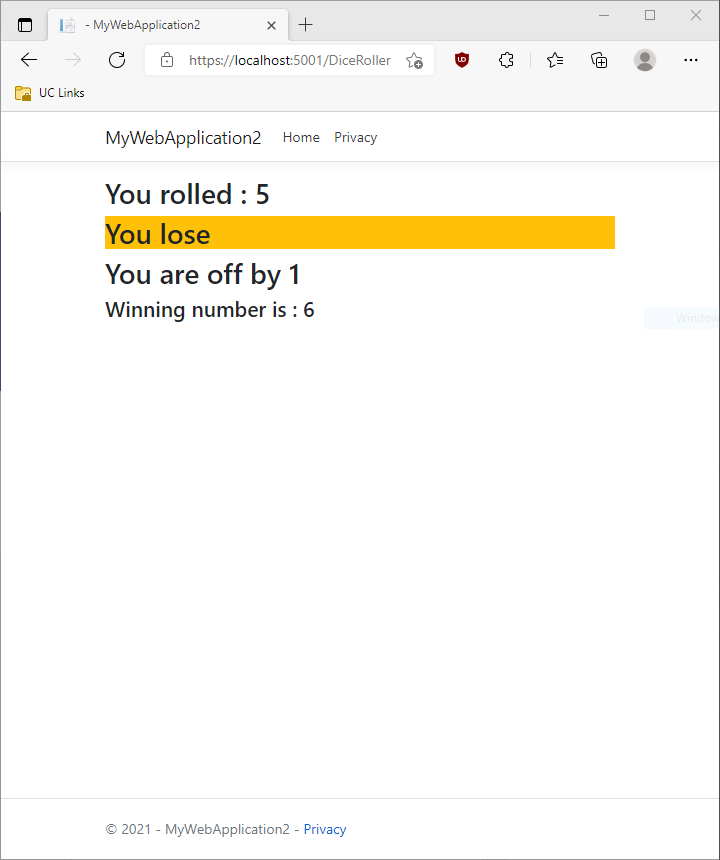 - MyWebApplication2
https://localhost:5001/DiceRoller
UC Links
MyWebApplication2 Home Privacy
You rolled : 5
You lose
You are off by 1
Winning number is : 6
Window
© 2021 - MyWebApplication2 - Privacy